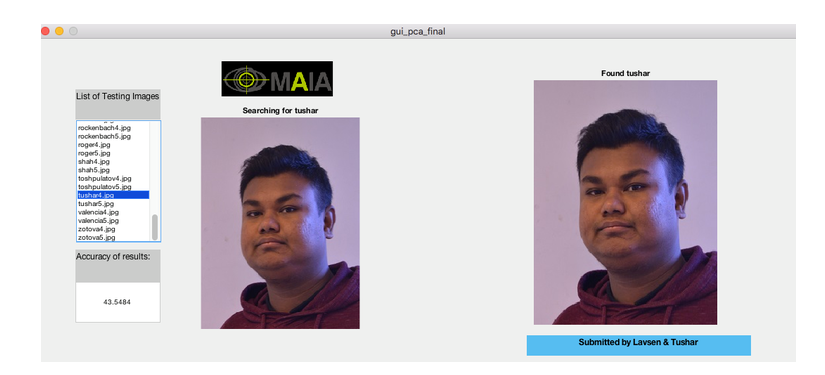 gui_pca_final
MAIA
List of Testing Images
Searching for tushar
Found tushar
rockenbach4.jpg
rockenbach5.jpg
roger4.jpg
roger5.jpg
shah4.jpg
shah5.jpg
toshpulatov4.jpg
toshpulatov5.jpg
tushar4.jpg
tushar5.jpg
valencia4.jpg
valencia5.jpg
zotova4.jpg
zotova5.jpg
Accuracy of results:
43.5484
Submitted by Lavsen & Tushar